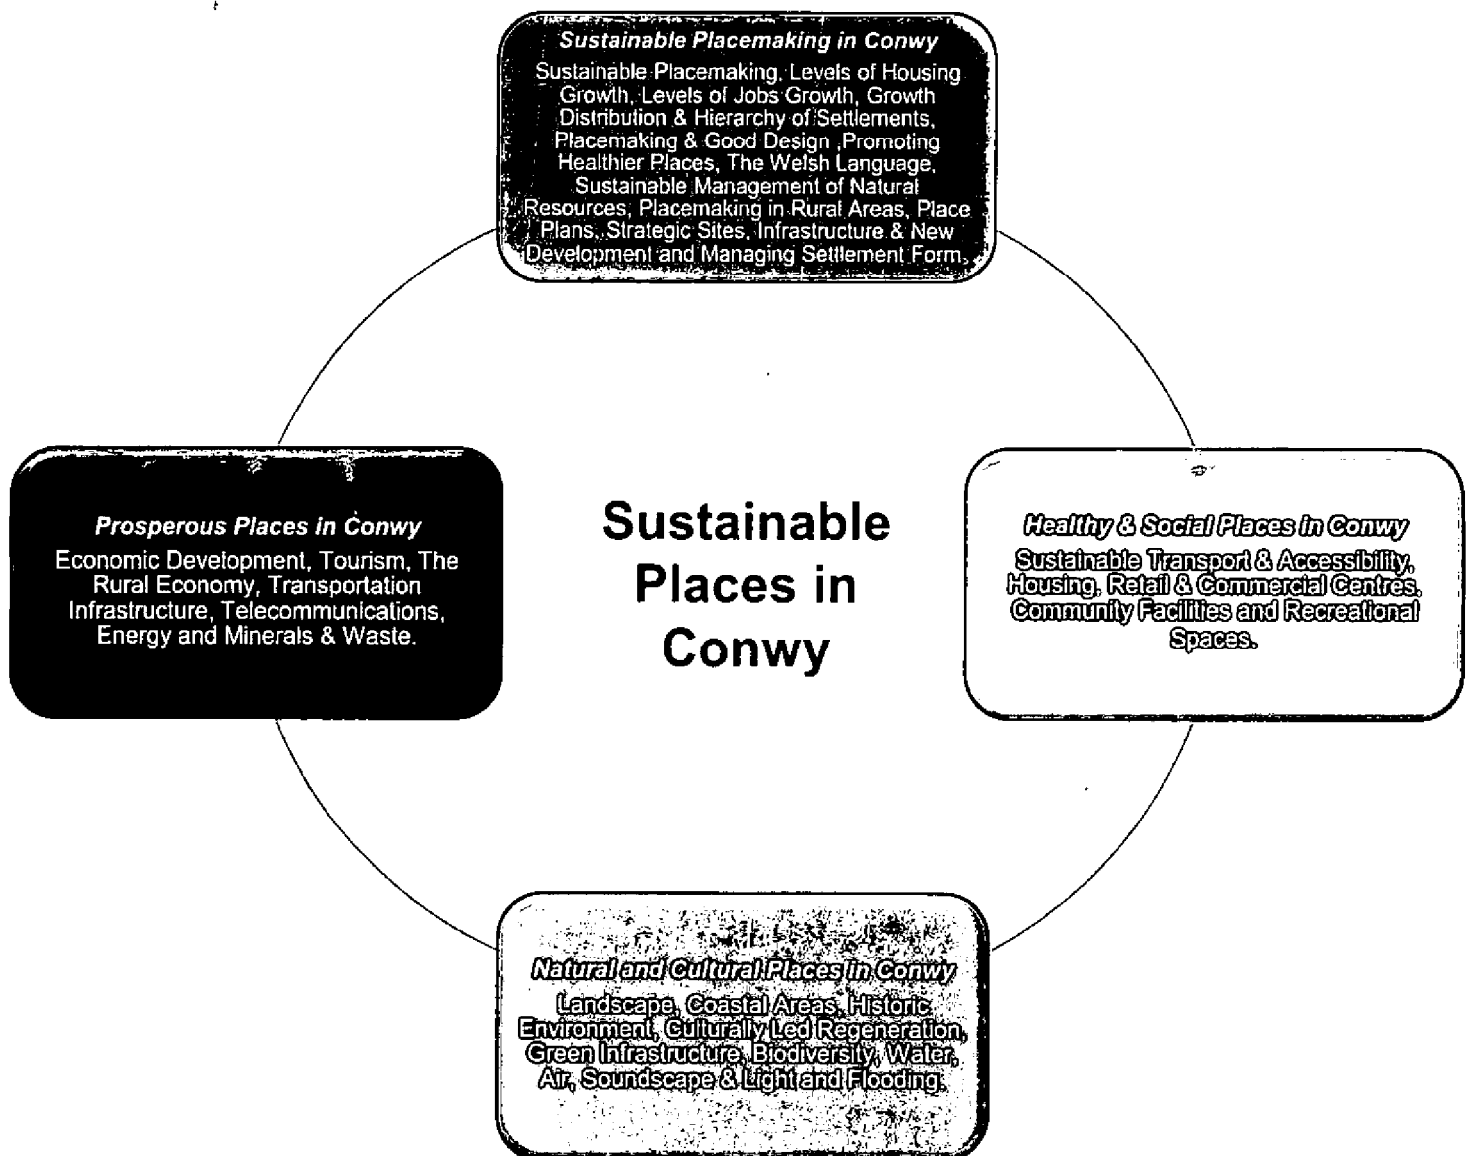 Sustainable Placemaking in Conwy
Sustainable Placemaking, Levels of Housing
Growth, Levels of Jobs Growth, Growth
Distribution & Hierarchy of Settlements,
Placemaking & Good Design ,Promoting
Healthier Places, The Welsh Language,
Sustainable Management of Natural
Resources, Placemaking in Rural Areas, Place
Plans, Strategic Sites, Infrastructure & New
Development and Managing Settlement Form.
Prosperous Places in Conwy
Economic Development, Tourism, The
Rural Economy, Transportation
Infrastructure, Telecommunications,
Energy and Minerals & Waste.
Sustainable
Places in
Conwy
Healthy & Social Places in Conwy
Sustainable Transport & Accessibility,
Housing, Retail & Commercial Centres,
Community Facilities and Recreational
Spaces.
Natural and Cultural Places in Conwy
Landscape, Coastal Areas, Historic
Environment, Culturally Led Regeneration,
Green Infrastructure, Biodiversity, Water,
Air, Soundscape & Light and Flooding.